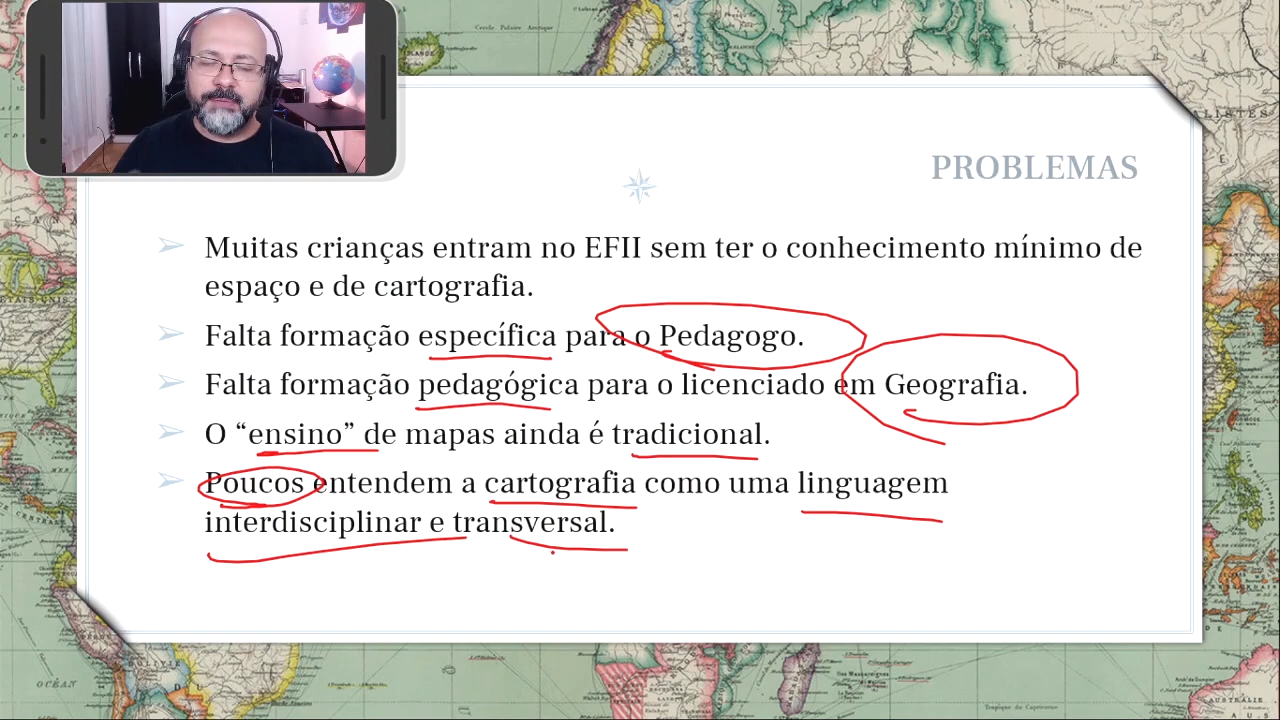 PROBLEMAS
Muitas crianças entram no EFII sem ter o conhecimento mínimo de
espaço e de cartografia.
Falta formação específica para o Pedagogo.
Falta formação pedagógica para o licenciado em Geografia.
O “ensino” de mapas ainda é tradicional.
Poucos entendem a cartografia como uma linguagem
interdisciplinar e transversal.
OCÉAN